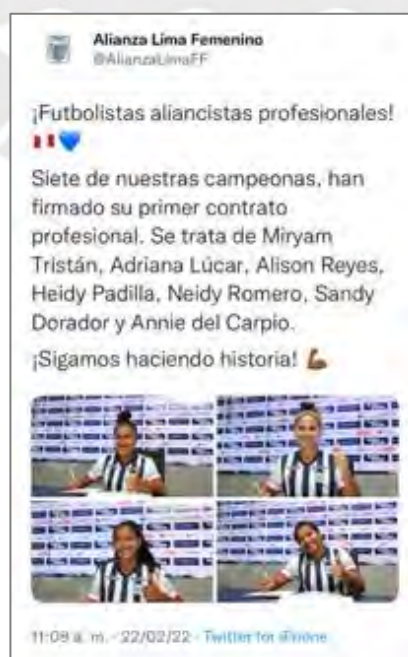 Alianza Lima Femenino
@AlianzaLimaFF
¡Futbolistas aliancistas profesionales!
🇵🇪💙
Siete de nuestras campeonas, han
firmado su primer contrato
profesional. Se trata de Miryam
Tristán, Adriana Lúcar, Alison Reyes,
Heidy Padilla, Neidy Romero, Sandy
Dorador y Annie del Carpio.
¡Sigamos haciendo historia! 💪🏾
11:09 a. m. · 22/02/22 · Twitter for iPhone